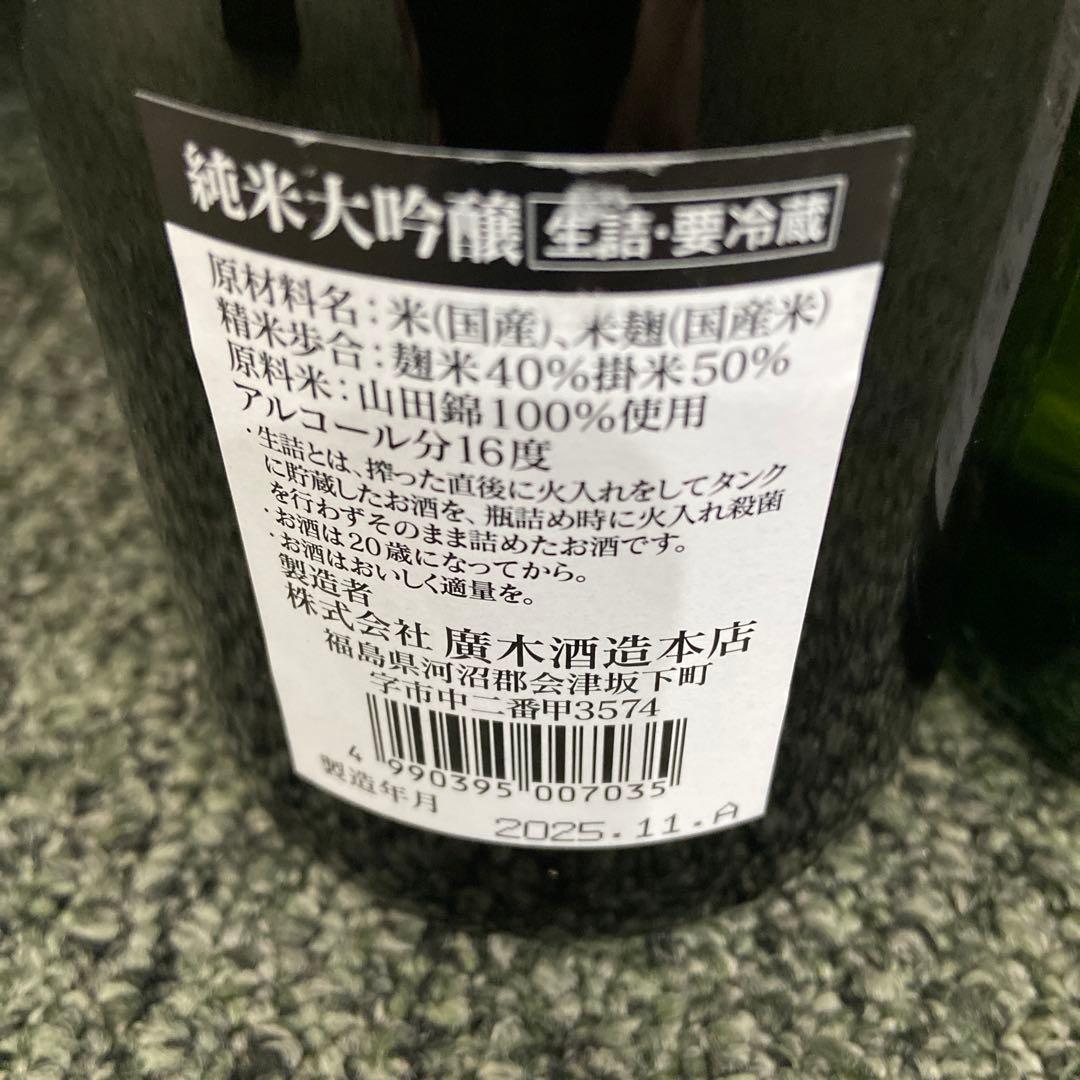 純米大吟醸 生詰・要冷蔵
原材料名：米(国産)、米麹(国産米)
精米歩合：麹米40%掛米50%
原料米：山田錦100%使用
アルコール分16度
・生詰とは、搾った直後に火入れをしてタンク
に貯蔵したお酒を、瓶詰め時に火入れ殺菌
を行わずそのまま詰めたお酒です。
・お酒は20歳になってから。
・お酒はおいしく適量を。
製造者
株式会社 廣木酒造本店
福島県河沼郡会津坂下町
字市中二番甲3574
4 990395 007035
製造年月
2025.11.A